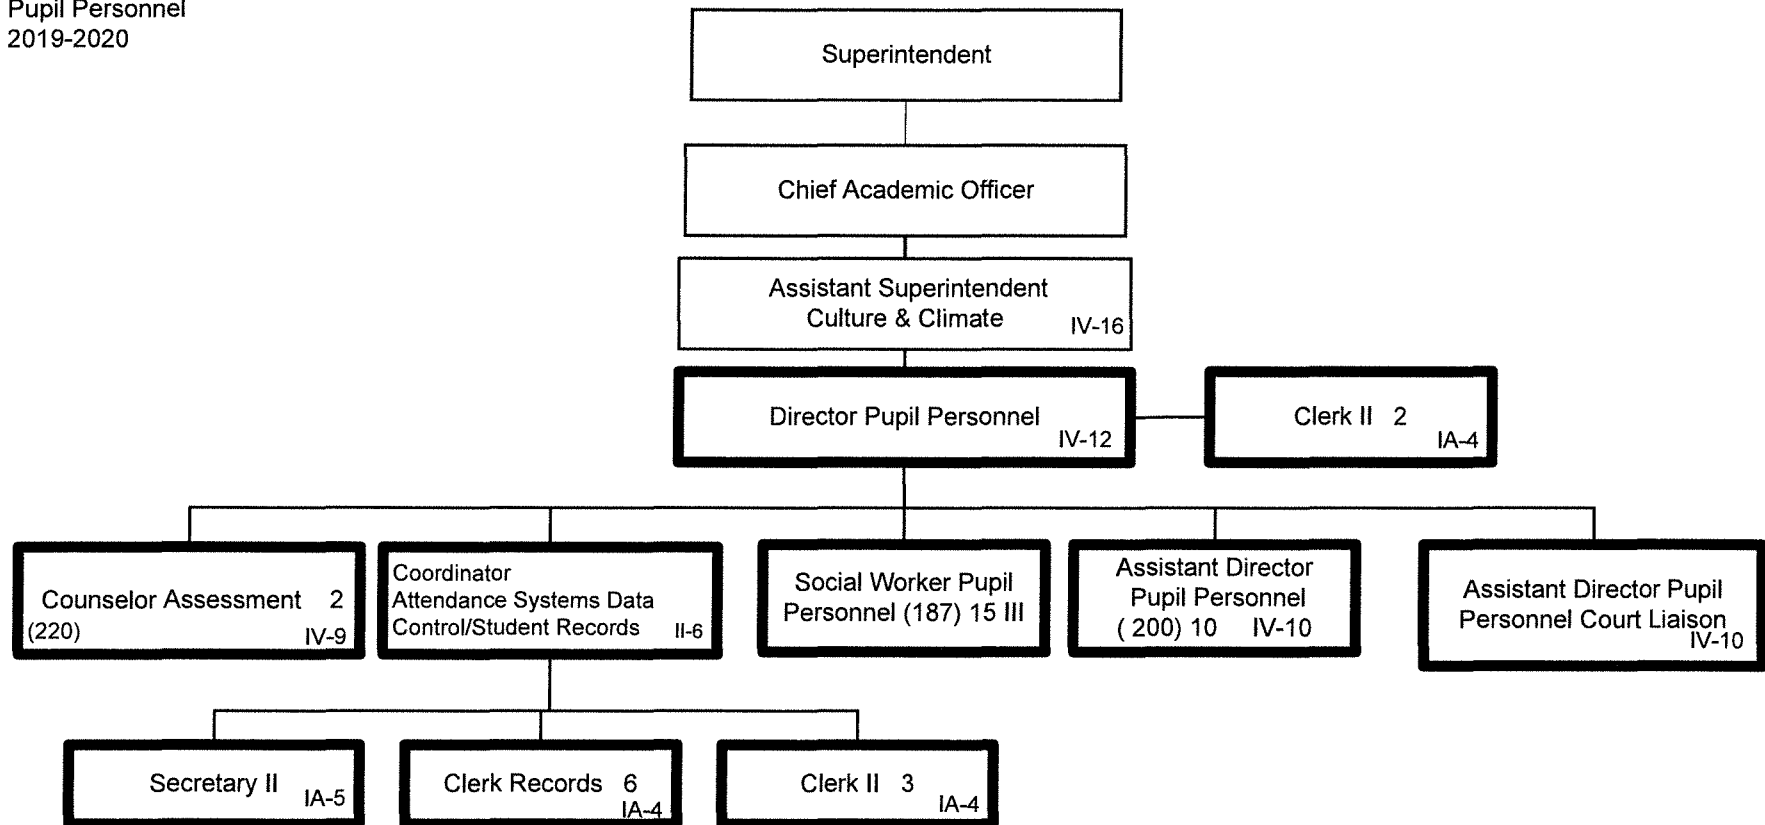 Pupil Personnel
2019-2020
Superintendent
Chief Academic Officer
Assistant Superintendent
Culture & Climate IV-16
Director Pupil Personnel
IV-12
Clerk II 2
IA-4
Counselor Assessment 2
(220) IV-9
Coordinator
Attendance Systems Data
Control/Student Records II-6
Social Worker Pupil
Personnel (187) 15 III
Assistant Director
Pupil Personnel
( 200) 10 IV-10
Assistant Director Pupil
Personnel Court Liaison
IV-10
Secretary II IA-5
Clerk Records 6
IA-4
Clerk II 3
IA-4